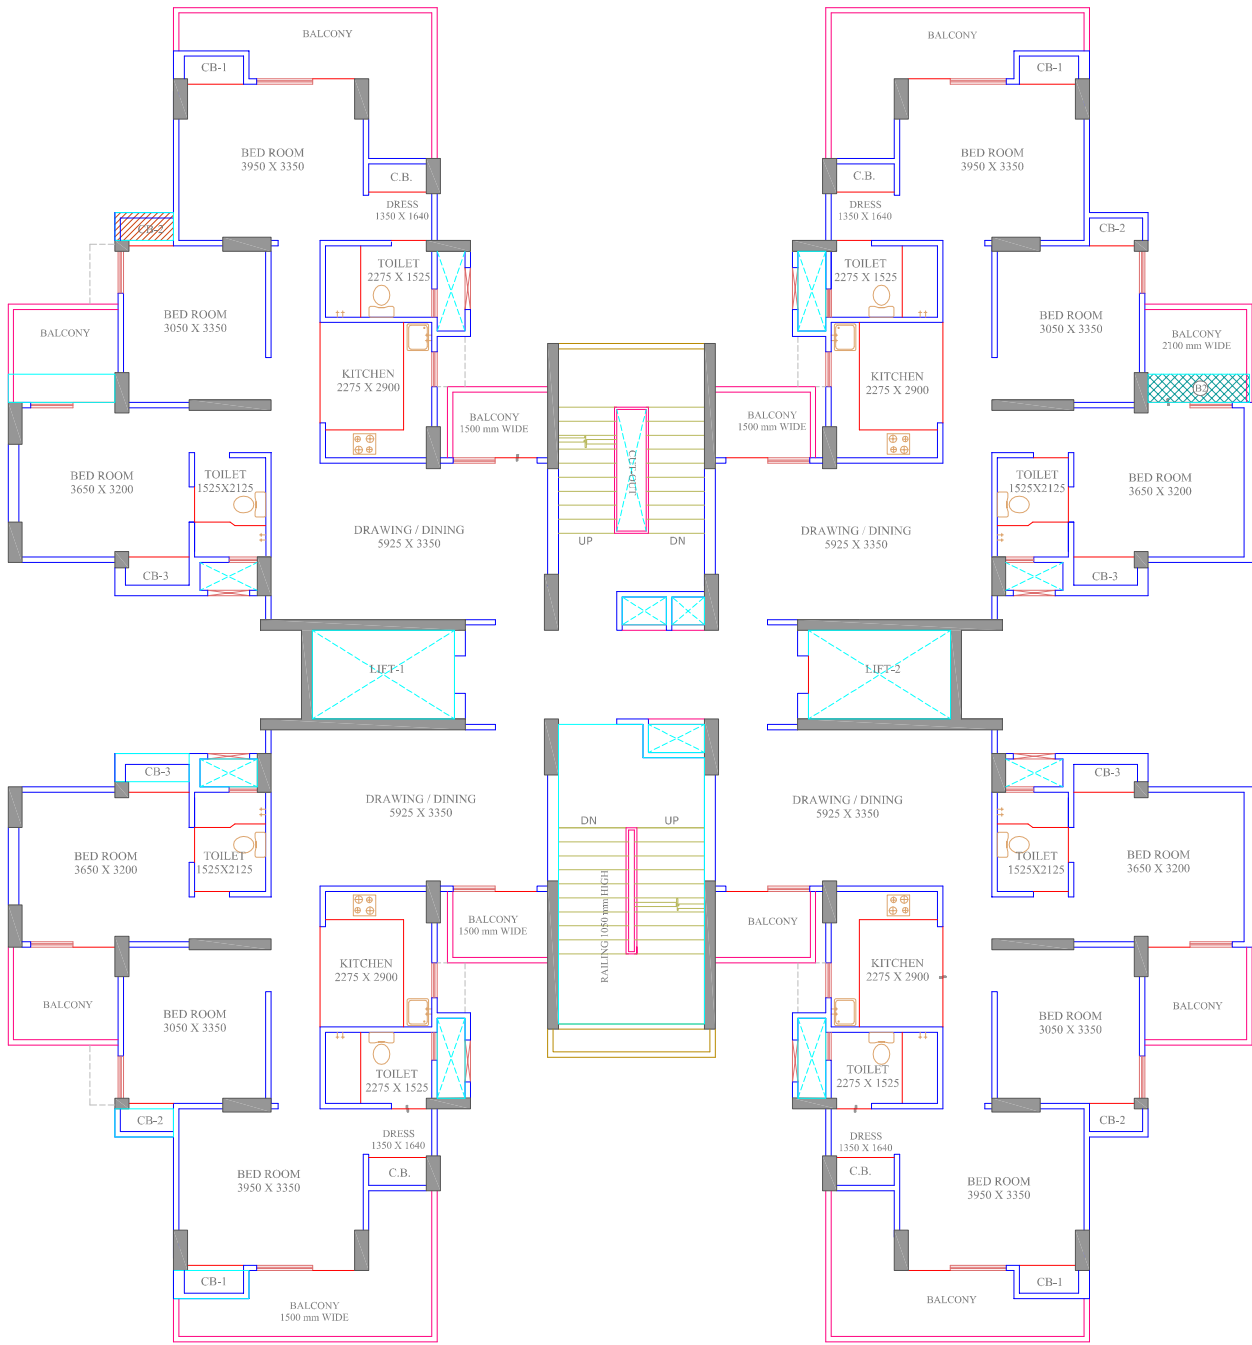 BALCONY
BALCONY
CB-1
CB-1
BED ROOM
3950 X 3350
BED ROOM
3950 X 3350
C.B.
C.B.
DRESS
1350 X 1640
DRESS
1350 X 1640
CB-2
CB-2
TOILET
2275 X 1525
TOILET
2275 X 1525
BED ROOM
3050 X 3350
BED ROOM
3050 X 3350
BALCONY
BALCONY
2100 mm WIDE
KITCHEN
2275 X 2900
KITCHEN
2275 X 2900
B2
BALCONY
1500 mm WIDE
BALCONY
1500 mm WIDE
CUT-OUT
BED ROOM
3650 X 3200
TOILET
1525X2125
TOILET
1525X2125
BED ROOM
3650 X 3200
DRAWING / DINING
5925 X 3350
DRAWING / DINING
5925 X 3350
UP
DN
CB-3
CB-3
LIFT-1
LIFT-2
CB-3
CB-3
DRAWING / DINING
5925 X 3350
DRAWING / DINING
5925 X 3350
DN
UP
BED ROOM
3650 X 3200
TOILET
1525X2125
TOILET
1525X2125
BED ROOM
3650 X 3200
RAILING 1050 mm HIGH
BALCONY
1500 mm WIDE
BALCONY
KITCHEN
2275 X 2900
KITCHEN
2275 X 2900
BALCONY
BALCONY
BED ROOM
3050 X 3350
BED ROOM
3050 X 3350
TOILET
2275 X 1525
TOILET
2275 X 1525
CB-2
CB-2
DRESS
1350 X 1640
DRESS
1350 X 1640
C.B.
C.B.
BED ROOM
3950 X 3350
BED ROOM
3950 X 3350
CB-1
CB-1
BALCONY
1500 mm WIDE
BALCONY